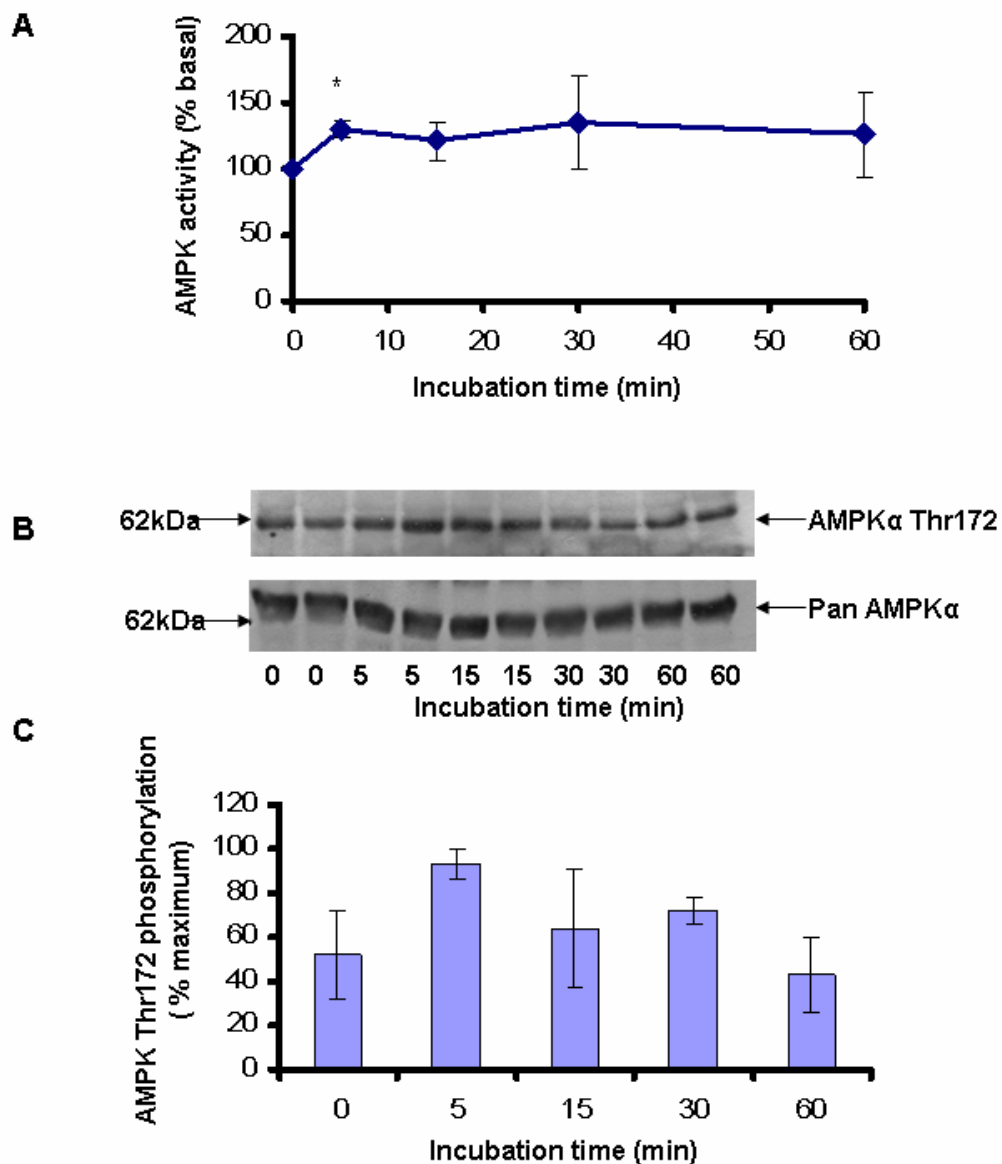 A
AMPK activity (% basal)
200
150
100
50
0
*
0 10 20 30 40 50 60
Incubation time (min)
B
62kDa
AMPKα Thr172
62kDa
Pan AMPKα
0 0 5 5 15 15 30 30 60 60
Incubation time (min)
C
AMPK Thr172 phosphorylation
( % maximum)
120
100
80
60
40
20
0
0 5 15 30 60
Incubation time (min)